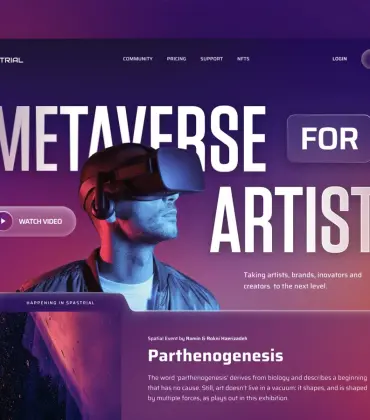 TRIAL
COMMUNITY PRICING SUPPORT NFTS LOGIN
METAVERSE FOR
ARTIST
WATCH VIDEO
Taking artists, brands, inovators and
creators to the next level.
HAPPENING IN SPASTRIAL
Spatial Event by Ramin & Rokni Haerizadeh
Parthenogenesis
The word 'parthenogenesis' derives from biology and describes a beginning
that has no cause. Still, art doesn't live in a vacuum: it shapes, and is shaped
by multiple forces, as plays out in this exhibition.